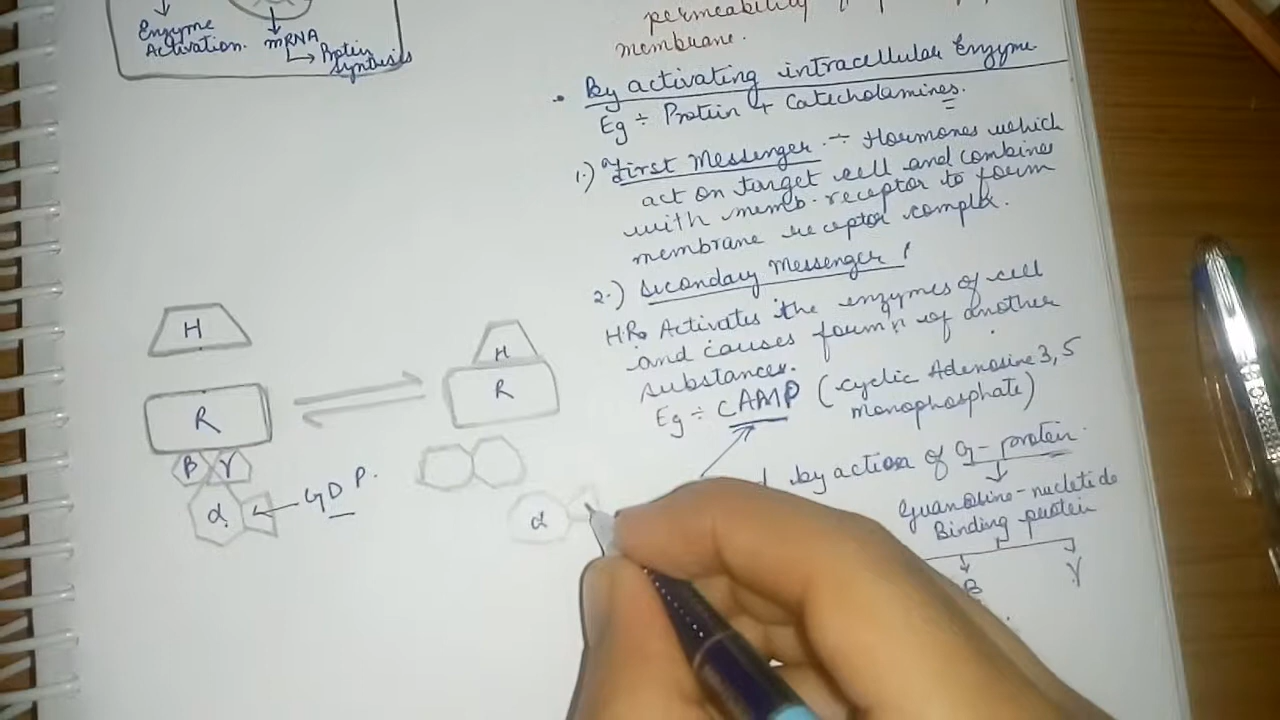 Enzyme
Activation.
mRNA
Protein
synthesis
permeability
membrane.
• By activating intracellular Enzyme
Eg ÷ Protein + Catecholamines.
1.) First Messenger ÷ Hormones which
act on target cell and combines
with memb. receptor to form
membrane receptor complex.
2.) Secondary Messenger
HRo Activates the enzymes of cell
and causes formn of another
substances.
Eg ÷ CAMP (cyclic Adenosine 3,5
monophosphate)
by action of G-protein.
Guanosine-nucletide
Binding protein
B
γ
H
R
β γ
α
GDP.
H
R
α